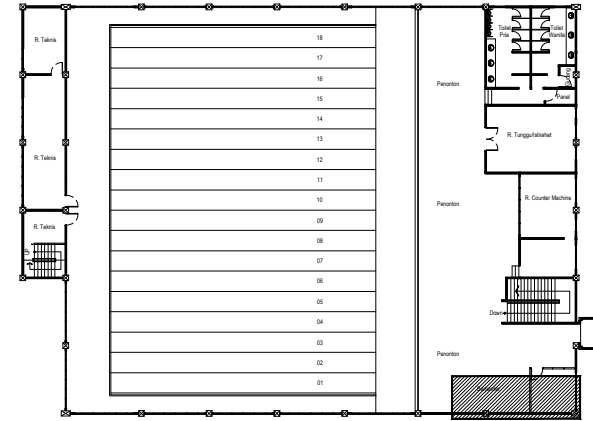 R. Teknis
R. Teknis
R. Teknis
UP
18
17
16
15
14
13
12
11
10
09
08
07
06
05
04
03
02
01
Penonton
Penonton
Penonton
Toilet
Pria
Toilet
Wanita
Gudang
Panel
R. Tunggu/Istirahat
R. Counter Machine
Down